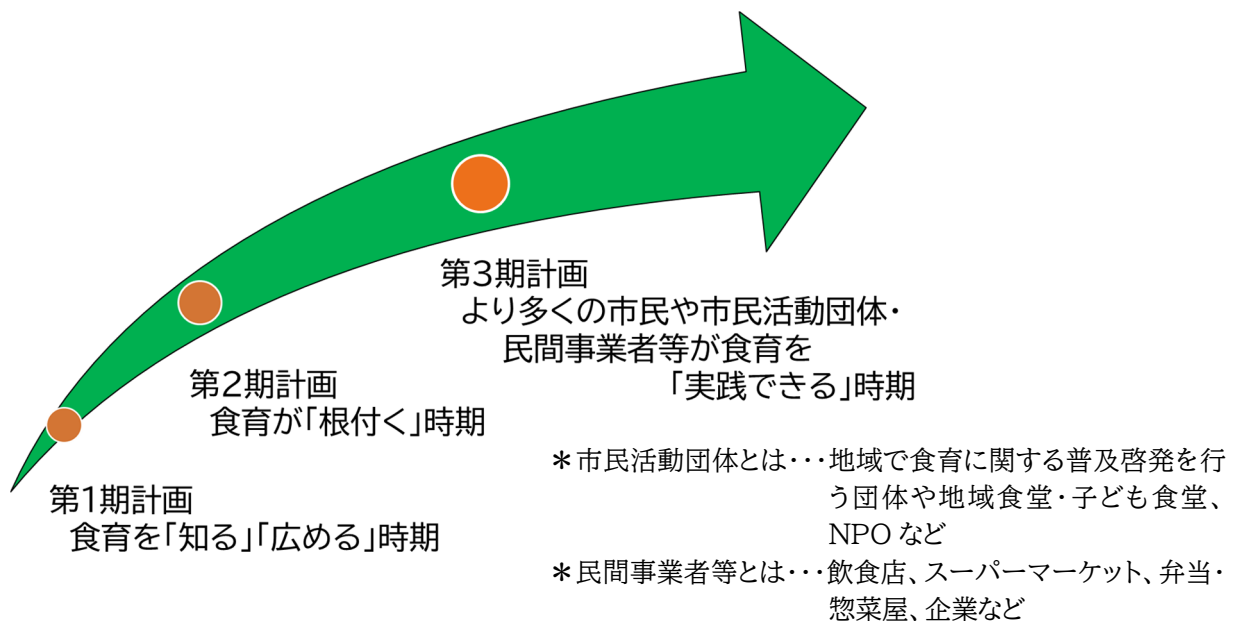 第3期計画
より多くの市民や市民活動団体・
民間事業者等が食育を
「実践できる」時期
第2期計画
食育が「根付く」時期
第1期計画
食育を「知る」「広める」時期
＊市民活動団体とは・・・地域で食育に関する普及啓発を行
う団体や地域食堂・子ども食堂、
NPO など
＊民間事業者等とは・・・飲食店、スーパーマーケット、弁当・
惣菜屋、企業など